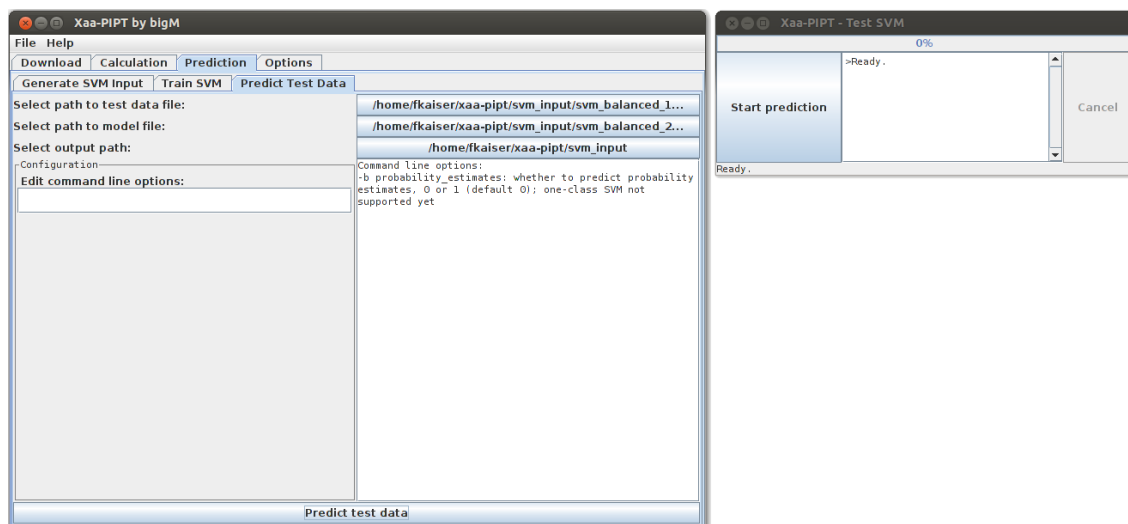 Xaa-PIPT by bigM
File Help
Download Calculation Prediction Options
Generate SVM Input Train SVM Predict Test Data
Select path to test data file: /home/fkaiser/xaa-pipt/svm_input/svm_balanced_1...
Select path to model file: /home/fkaiser/xaa-pipt/svm_input/svm_balanced_2...
Select output path: /home/fkaiser/xaa-pipt/svm_input
Configuration
Edit command line options:
Command line options:
-b probability_estimates: whether to predict probability
estimates, 0 or 1 (default 0); one-class SVM not
supported yet
Predict test data
Xaa-PIPT - Test SVM
0%
Start prediction
>Ready.
Cancel
Ready.